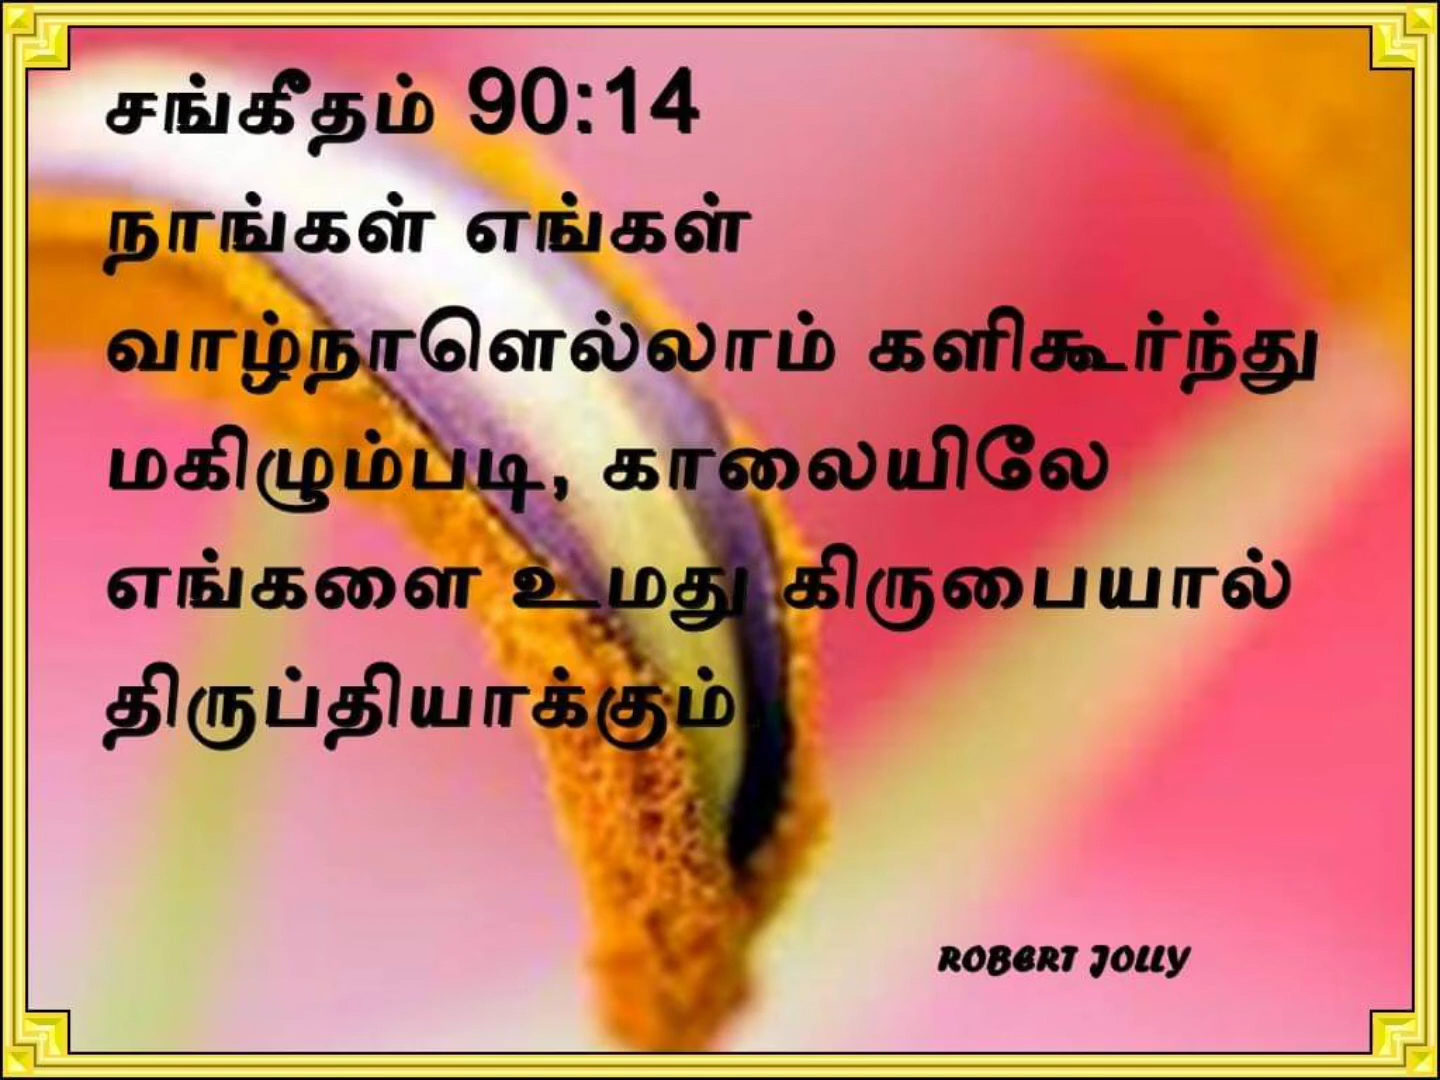 சங்கீதம் 90:14
நாங்கள் எங்கள்
வாழ்நாளெல்லாம் களிகூர்ந்து
மகிழும்படி, காலையிலே
எங்களை உமது கிருபையால்
திருப்தியாக்கும்.
ROBERT JOLLY